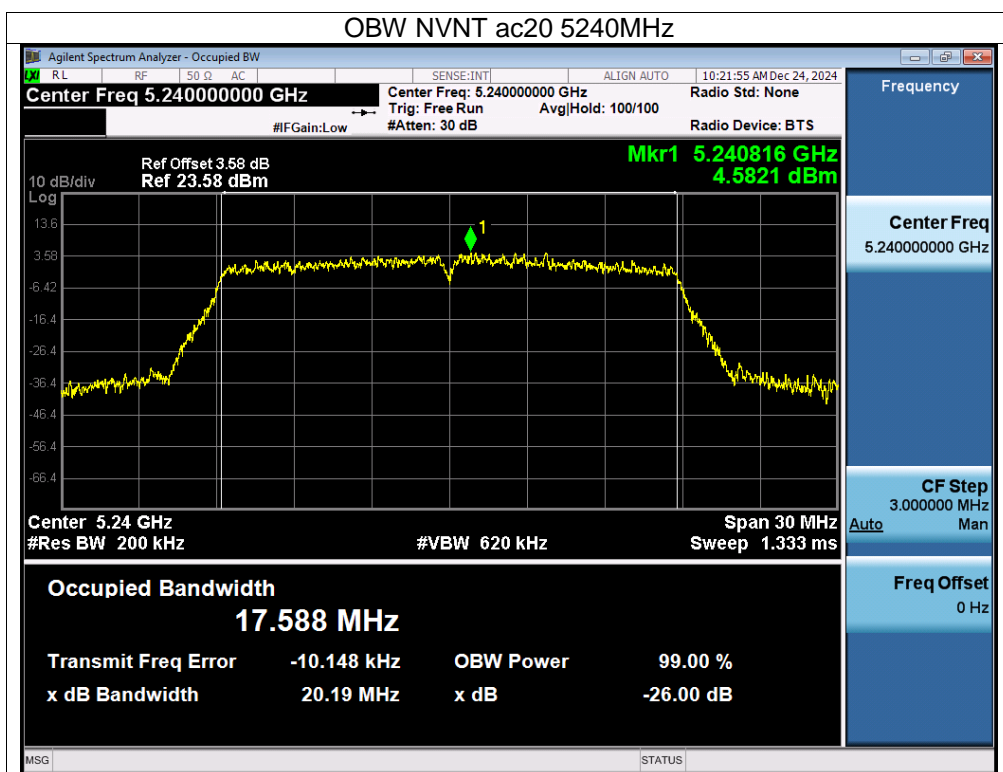 OBW NVNT ac20 5240MHz
Agilent Spectrum Analyzer - Occupied BW
LXI RL RF 50 Ω AC SENSE:INT ALIGN AUTO 10:21:55 AM Dec 24, 2024
Center Freq 5.240000000 GHz
Center Freq: 5.240000000 GHz Radio Std: None
Trig: Free Run Avg|Hold: 100/100
#IFGain:Low #Atten: 30 dB Radio Device: BTS
Frequency
Mkr1 5.240816 GHz
4.5821 dBm
Ref Offset 3.58 dB
10 dB/div Ref 23.58 dBm
Log
13.6
3.58
-6.42
-16.4
-26.4
-36.4
-46.4
-56.4
-66.4
1
Center 5.24 GHz Span 30 MHz
#Res BW 200 kHz #VBW 620 kHz Sweep 1.333 ms
Center Freq
5.240000000 GHz
CF Step
3.000000 MHz
Auto Man
Freq Offset
0 Hz
Occupied Bandwidth
17.588 MHz
Transmit Freq Error -10.148 kHz OBW Power 99.00 %
x dB Bandwidth 20.19 MHz x dB -26.00 dB
MSG STATUS